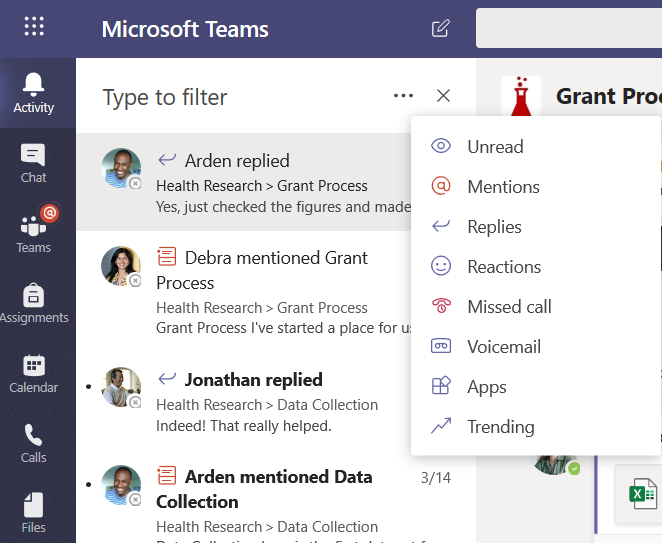 Microsoft Teams
Activity
Chat
Teams
Assignments
Calendar
Calls
Files
Type to filter
Arden replied
Health Research > Grant Process
Yes, just checked the figures and made
Debra mentioned Grant
Process
Health Research > Grant Process
Grant Process I've started a place for
Jonathan replied
Health Research > Data Collection
Indeed! That really helped.
Arden mentioned Data
Collection
3/14
Health Research > Data Collection
Unread
Mentions
Replies
Reactions
Missed call
Voicemail
Apps
Trending
Grant